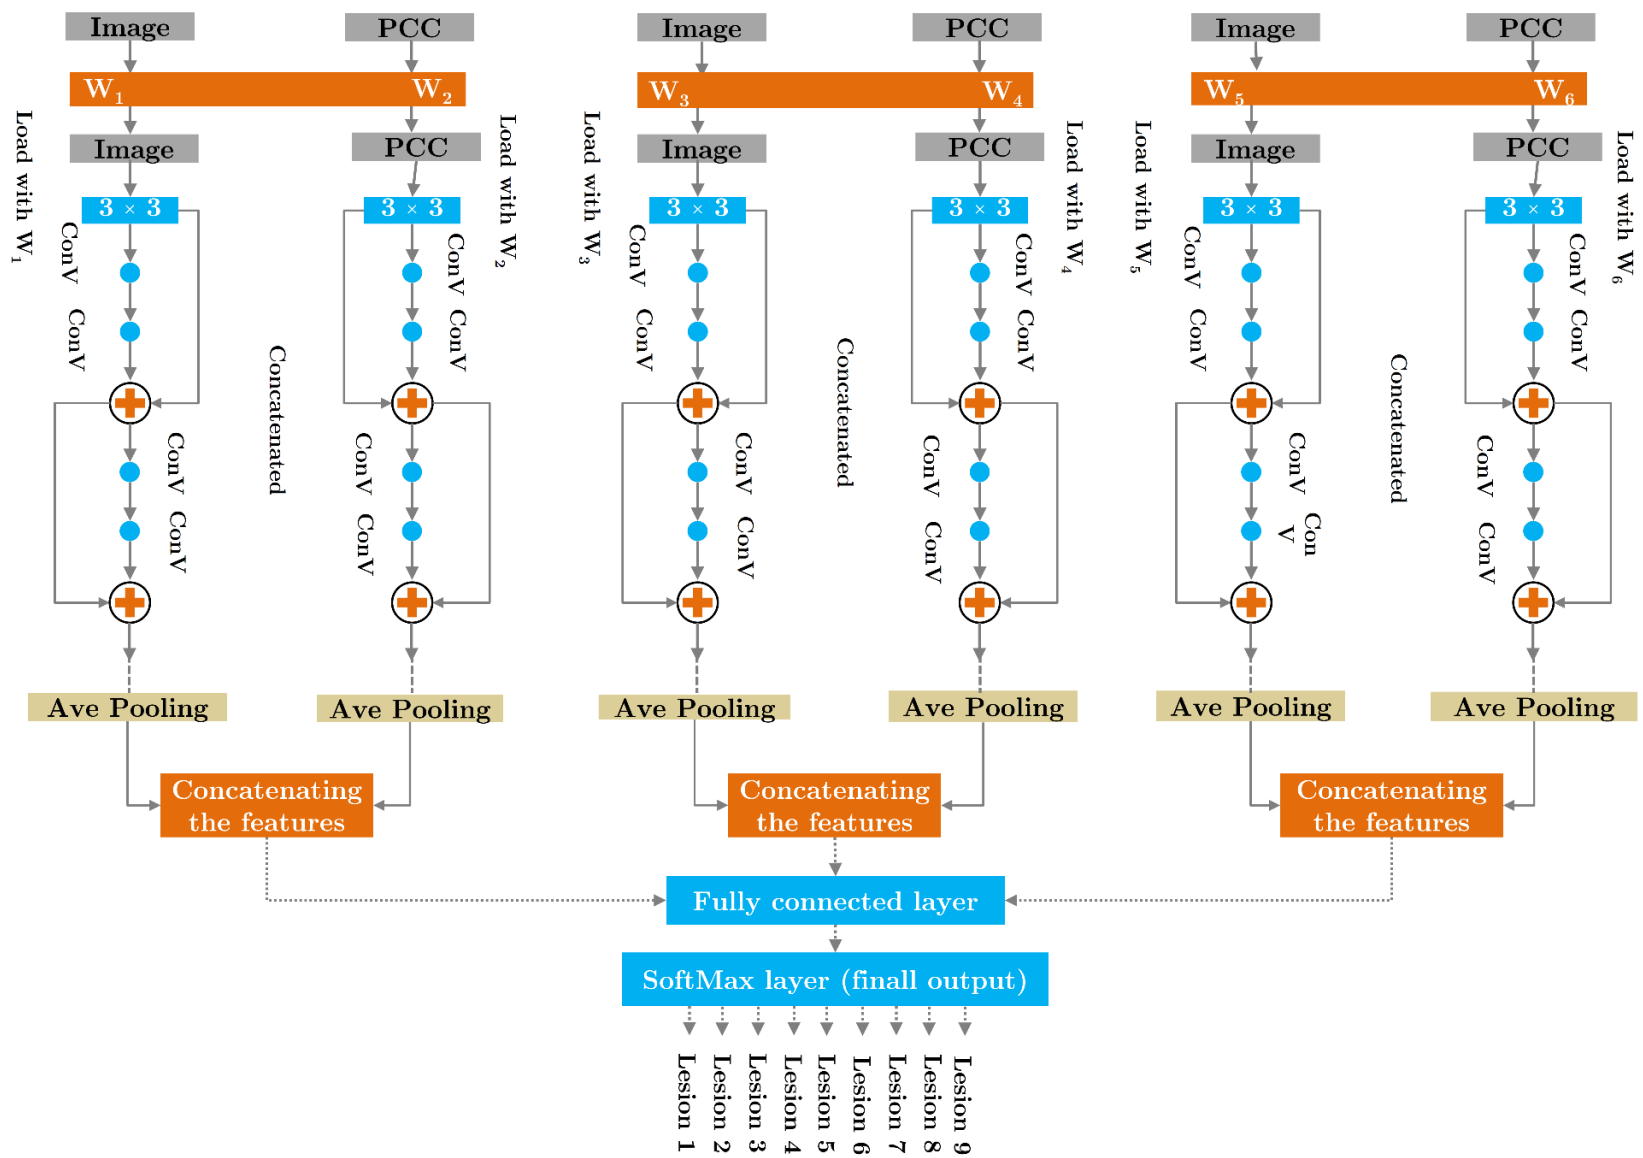 Image
PCC
Image
PCC
Image
PCC
W1
W2
W3
W4
W5
W6
Load with W1
Image
PCC
Load with W2
Load with W3
Image
PCC
Load with W4
Load with W5
Image
PCC
Load with W6
3 × 3
3 × 3
3 × 3
3 × 3
3 × 3
3 × 3
ConV
ConV
ConV
ConV
ConV
ConV
ConV
ConV
ConV
ConV
ConV
ConV
Concatenated
Concatenated
Concatenated
ConV
ConV
ConV
ConV
ConV
ConV
ConV
ConV
ConV
ConV
Con
V
ConV
Ave Pooling
Ave Pooling
Ave Pooling
Ave Pooling
Ave Pooling
Ave Pooling
Concatenating
the features
Concatenating
the features
Concatenating
the features
Fully connected layer
SoftMax layer (finall output)
Lesion 1
Lesion 2
Lesion 3
Lesion 4
Lesion 5
Lesion 6
Lesion 7
Lesion 8
Lesion 9